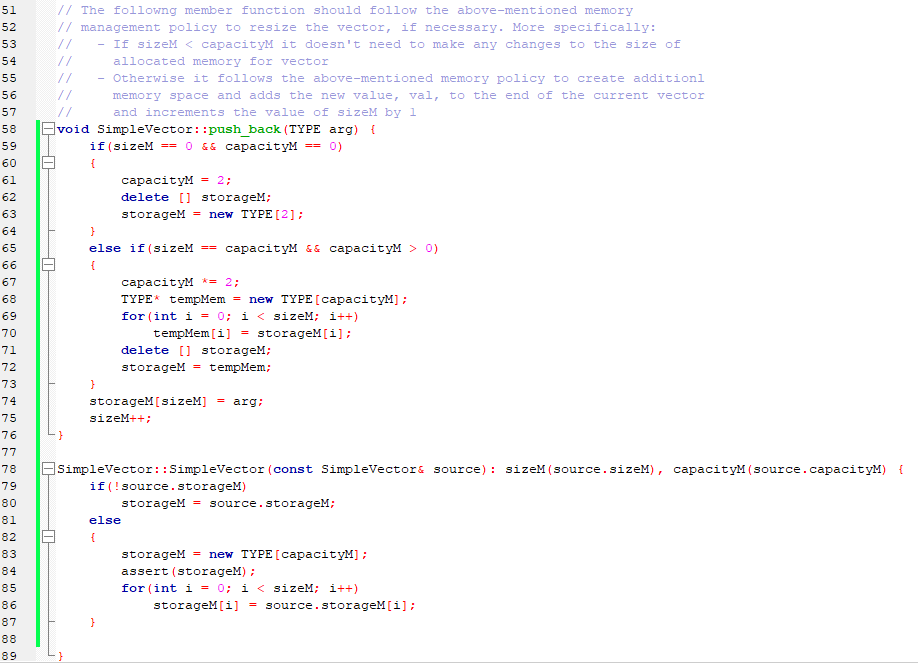 51 // The followng member function should follow the above-mentioned memory
52 // management policy to resize the vector, if necessary. More specifically:
53 //   - If sizeM < capacityM it doesn't need to make any changes to the size of
54 //     allocated memory for vector
55 //   - Otherwise it follows the above-mentioned memory policy to create additionl
56 //     memory space and adds the new value, val, to the end of the current vector
57 //     and increments the value of sizeM by 1
58 void SimpleVector::push_back(TYPE arg) {
59     if(sizeM == 0 && capacityM == 0)
60     {
61         capacityM = 2;
62         delete [] storageM;
63         storageM = new TYPE[2];
64     }
65     else if(sizeM == capacityM && capacityM > 0)
66     {
67         capacityM *= 2;
68         TYPE* tempMem = new TYPE[capacityM];
69         for(int i = 0; i < sizeM; i++)
70             tempMem[i] = storageM[i];
71         delete [] storageM;
72         storageM = tempMem;
73     }
74     storageM[sizeM] = arg;
75     sizeM++;
76 }
77
78 SimpleVector::SimpleVector(const SimpleVector& source): sizeM(source.sizeM), capacityM(source.capacityM) {
79     if(!source.storageM)
80         storageM = source.storageM;
81     else
82     {
83         storageM = new TYPE[capacityM];
84         assert(storageM);
85         for(int i = 0; i < sizeM; i++)
86             storageM[i] = source.storageM[i];
87     }
88
89 }